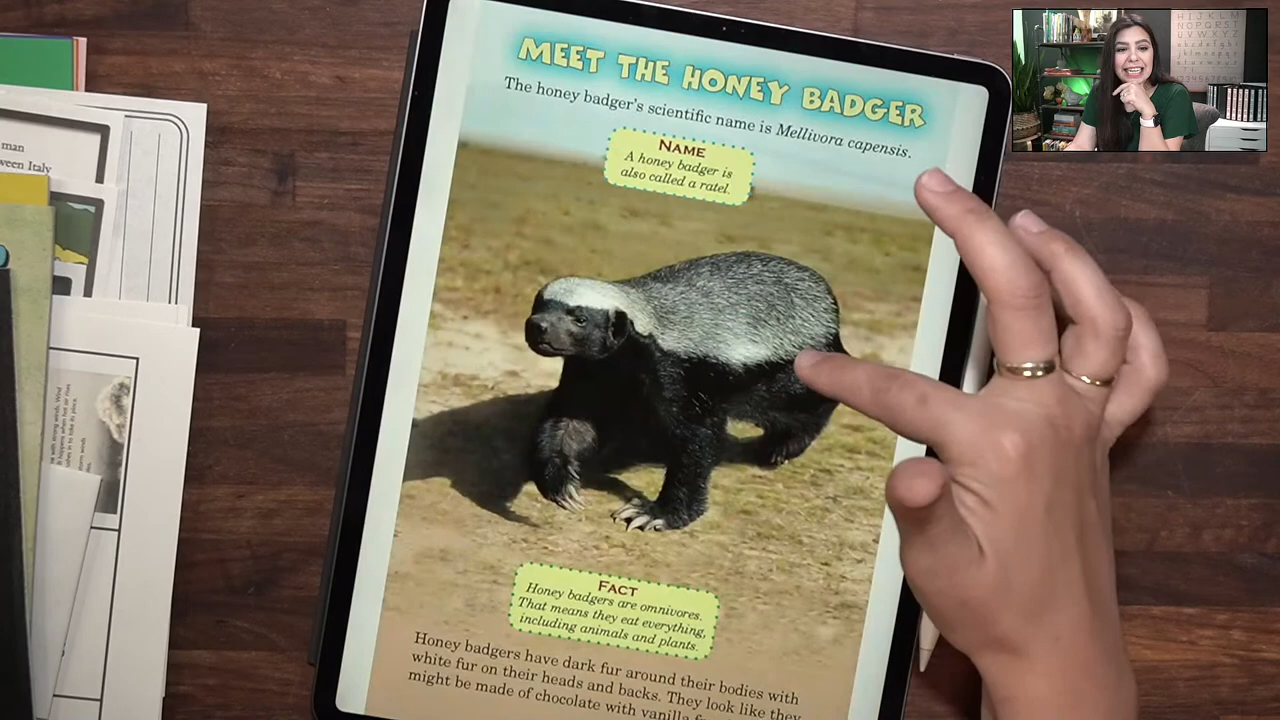 MEET THE HONEY BADGER
The honey badger's scientific name is Mellivora capensis.
NAME
A honey badger is
also called a ratel.
FACT
Honey badgers are omnivores.
That means they eat everything,
including animals and plants.
Honey badgers have dark fur around their bodies with
white fur on their heads and backs. They look like they
might be made of chocolate with vanilla
man
ween Italy
H I J K L M
N O P Q R S T
U V W X Y Z